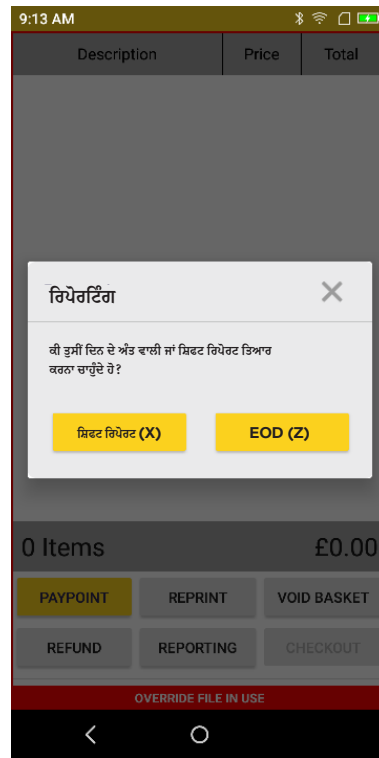 9:13 AM
Description Price Total
ਰਿਪੋਰਟਿੰਗ
ਕੀ ਤੁਸੀਂ ਦਿਨ ਦੇ ਅੰਤ ਵਾਲੀ ਜਾਂ ਸ਼ਿਫਟ ਰਿਪੋਰਟ ਤਿਆਰ
ਕਰਨਾ ਚਾਹੁੰਦੇ ਹੋ?
ਸ਼ਿਫਟ ਰਿਪੋਰਟ (X) EOD (Z)
0 Items £0.00
PAYPOINT REPRINT VOID BASKET
REFUND REPORTING CHECKOUT
OVERRIDE FILE IN USE